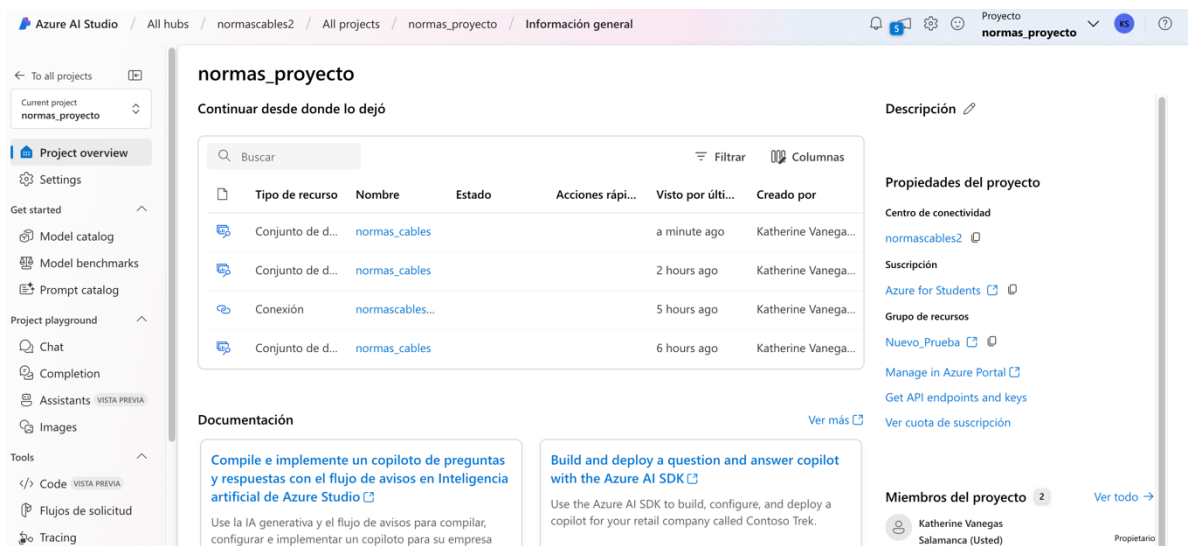 Azure AI Studio / All hubs / normascables2 / All projects / normas_proyecto / Información general
5
Proyecto
normas_proyecto
KS
To all projects
Current project
normas_proyecto
Project overview
Settings
Get started
Model catalog
Model benchmarks
Prompt catalog
Project playground
Chat
Completion
Assistants VISTA PREVIA
Images
Tools
Code VISTA PREVIA
Flujos de solicitud
Tracing
normas_proyecto
Continuar desde donde lo dejó
Buscar
Filtrar
Columnas
Tipo de recurso Nombre Estado Acciones rápi... Visto por últi... Creado por
Conjunto de d... normas_cables a minute ago Katherine Vanega...
Conjunto de d... normas_cables 2 hours ago Katherine Vanega...
Conexión normascables... 5 hours ago Katherine Vanega...
Conjunto de d... normas_cables 6 hours ago Katherine Vanega...
Documentación
Ver más
Compile e implemente un copiloto de preguntas
y respuestas con el flujo de avisos en Inteligencia
artificial de Azure Studio
Use la IA generativa y el flujo de avisos para compilar,
configurar e implementar un copiloto para su empresa
Build and deploy a question and answer copilot
with the Azure AI SDK
Use the Azure AI SDK to build, configure, and deploy a
copilot for your retail company called Contoso Trek.
Descripción
Propiedades del proyecto
Centro de conectividad
normascables2
Suscripción
Azure for Students
Grupo de recursos
Nuevo_Prueba
Manage in Azure Portal
Get API endpoints and keys
Ver cuota de suscripción
Miembros del proyecto 2
Ver todo
Katherine Vanegas
Salamanca (Usted)
Propietario